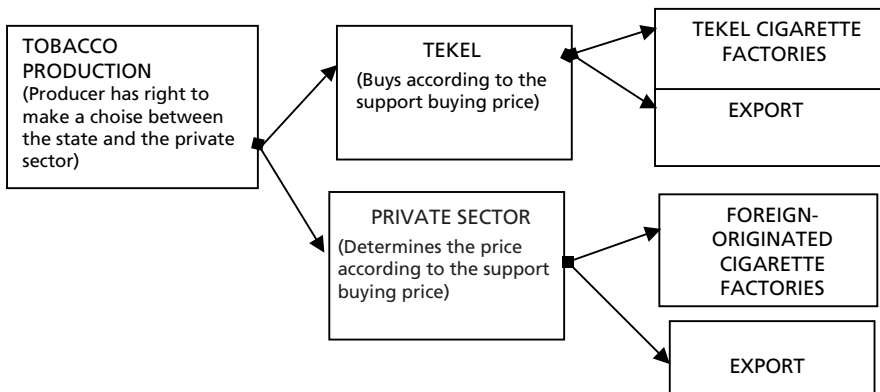 TOBACCO
PRODUCTION
(Producer has right to
make a choise between
the state and the private
sector)
TEKEL
(Buys according to the
support buying price)
TEKEL CIGARETTE
FACTORIES
EXPORT
PRIVATE SECTOR
(Determines the price
according to the support
buying price)
FOREIGN-
ORIGINATED
CIGARETTE
FACTORIES
EXPORT